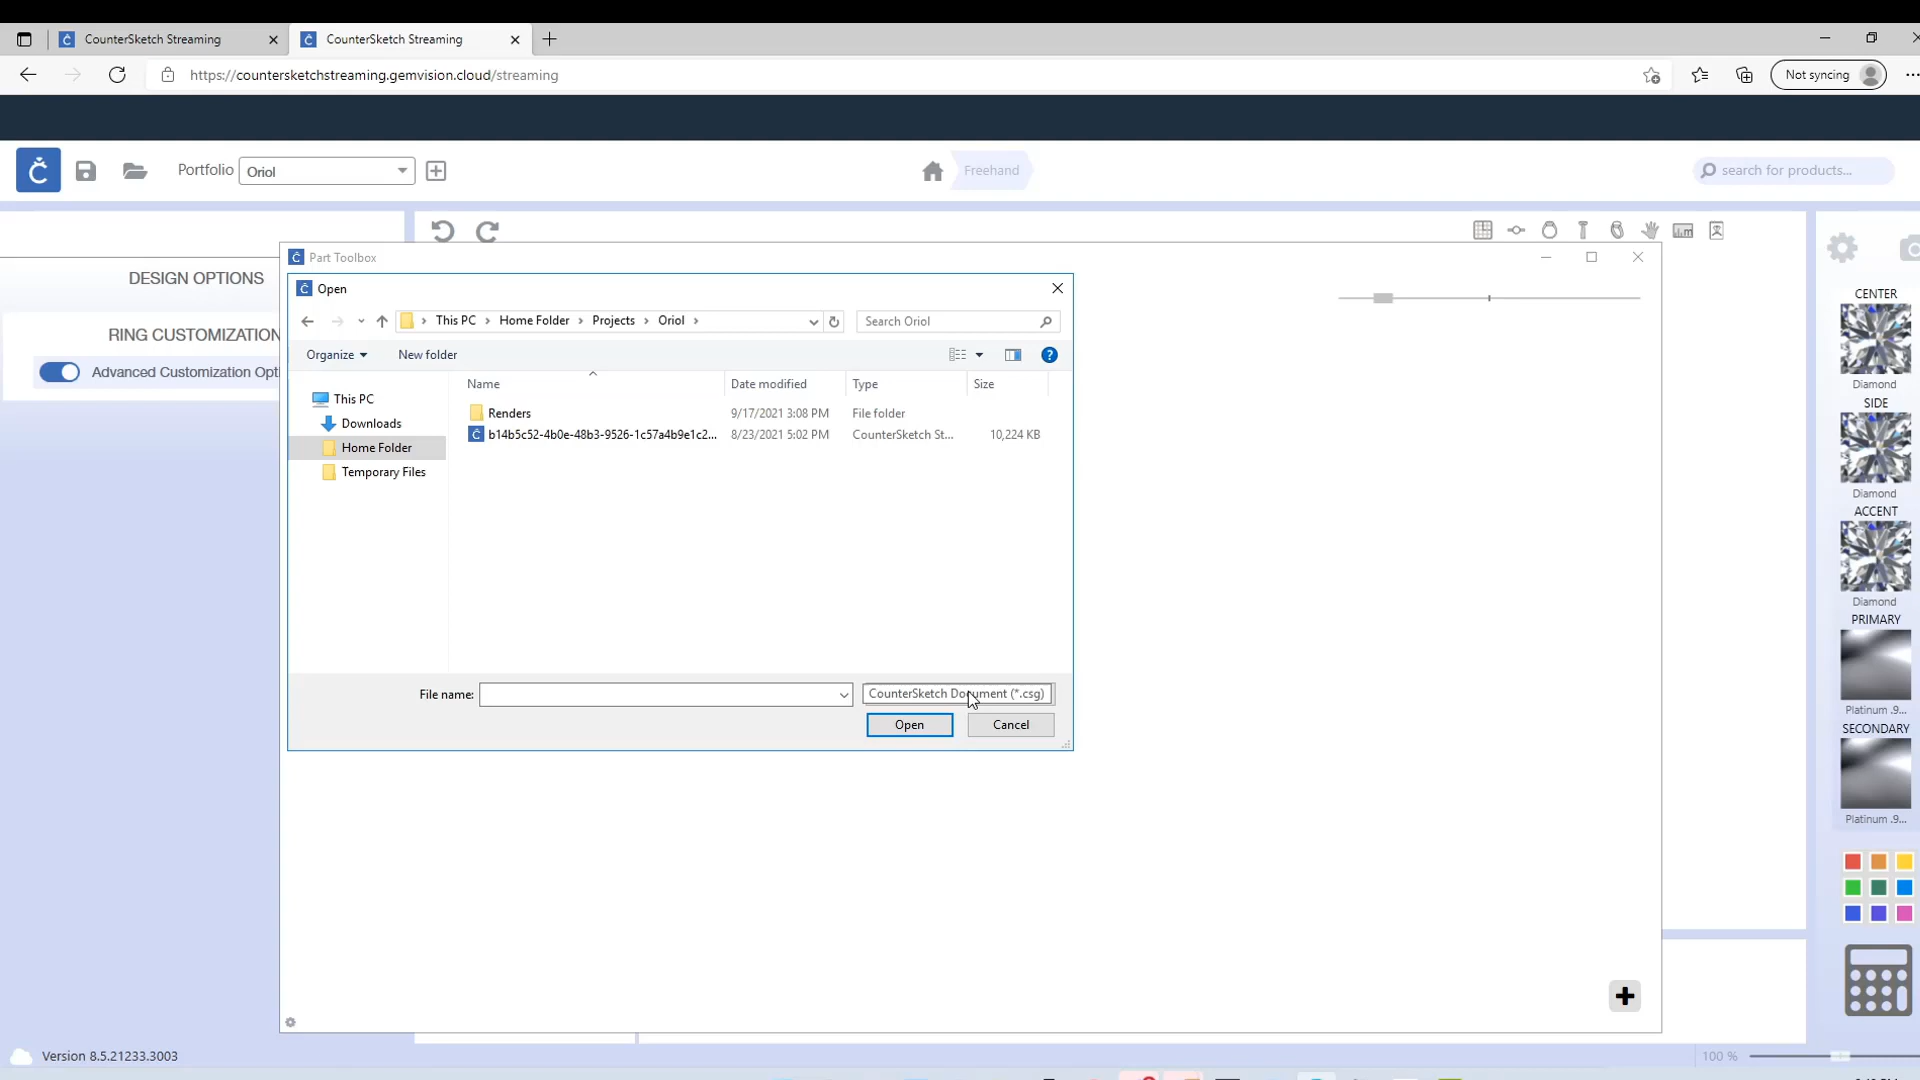 CounterSketch Streaming
CounterSketch Streaming
https://countersketchstreaming.gemvision.cloud/streaming
Not syncing
Portfolio
Oriol
Freehand
search for products...
DESIGN OPTIONS
RING CUSTOMIZATION
Advanced Customization Opti
Part Toolbox
Open
This PC
Home Folder
Projects
Oriol
Search Oriol
Organize
New folder
Name
Date modified
Type
Size
This PC
Downloads
Home Folder
Temporary Files
Renders 9/17/2021 3:08 PM File folder
b14b5c52-4b0e-48b3-9526-1c57a4b9e1c2... 8/23/2021 5:02 PM CounterSketch St... 10,224 KB
File name:
CounterSketch Document (*.csg)
Open
Cancel
CENTER
Diamond
SIDE
Diamond
ACCENT
Diamond
PRIMARY
Platinum .9...
SECONDARY
Platinum .9...
Version 8.5.21233.3003
100 %